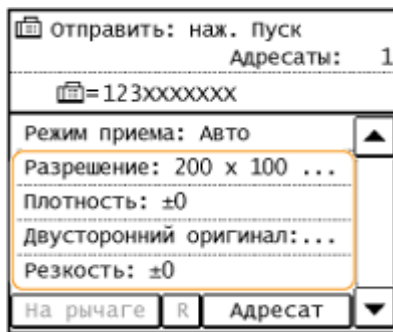 Отправить: наж. Пуск
Адресаты: 1
=123xxxxxxx
Режим приема: Авто
Разрешение: 200 x 100 ...
Плотность: ±0
Двусторонний оригинал:...
Резкость: ±0
На рычаге R Адресат